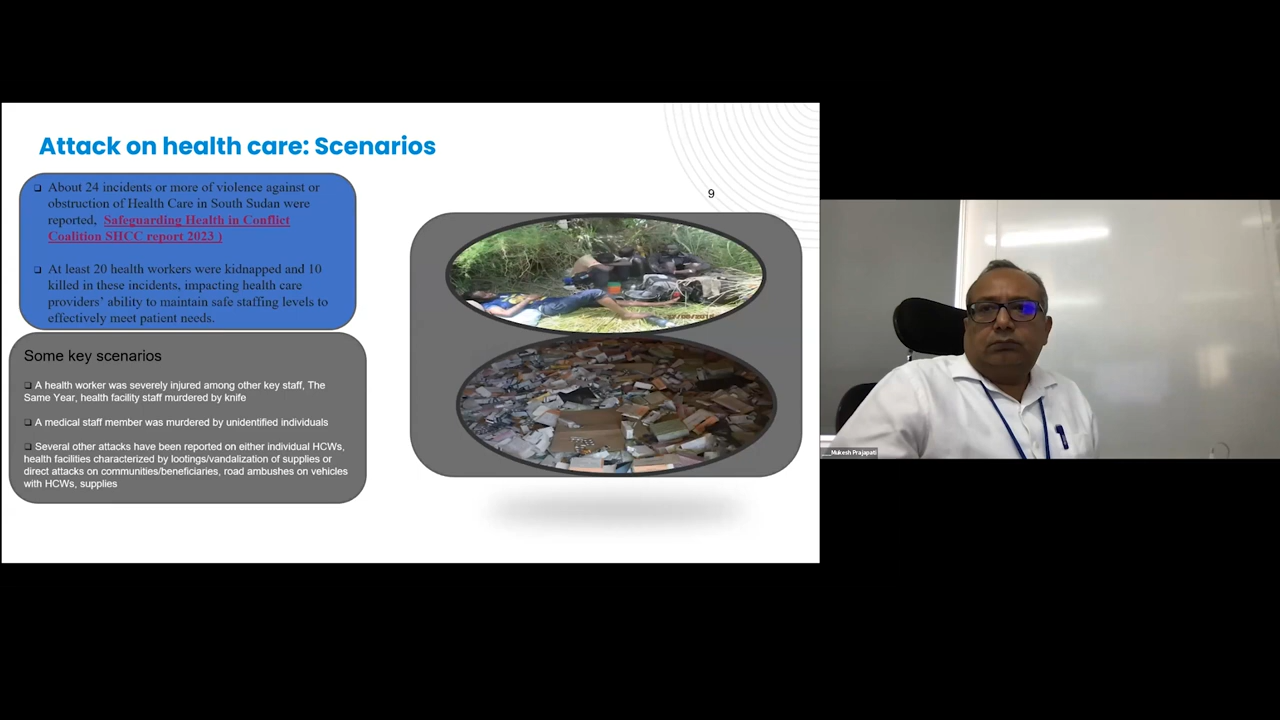 Attack on health care: Scenarios
❑ About 24 incidents or more of violence against or
obstruction of Health Care in South Sudan were
reported, Safeguarding Health in Conflict
Coalition SHCC report 2023 )
❑ At least 20 health workers were kidnapped and 10
killed in these incidents, impacting health care
providers’ ability to maintain safe staffing levels to
effectively meet patient needs.
9
Some key scenarios
❑ A health worker was severely injured among other key staff, The
Same Year, health facility staff murdered by knife
❑ A medical staff member was murdered by unidentified individuals
❑ Several other attacks have been reported on either individual HCWs,
health facilities characterized by lootings/vandalization of supplies or
direct attacks on communities/beneficiaries, road ambushes on vehicles
with HCWs, supplies
Mukesh Prajapati